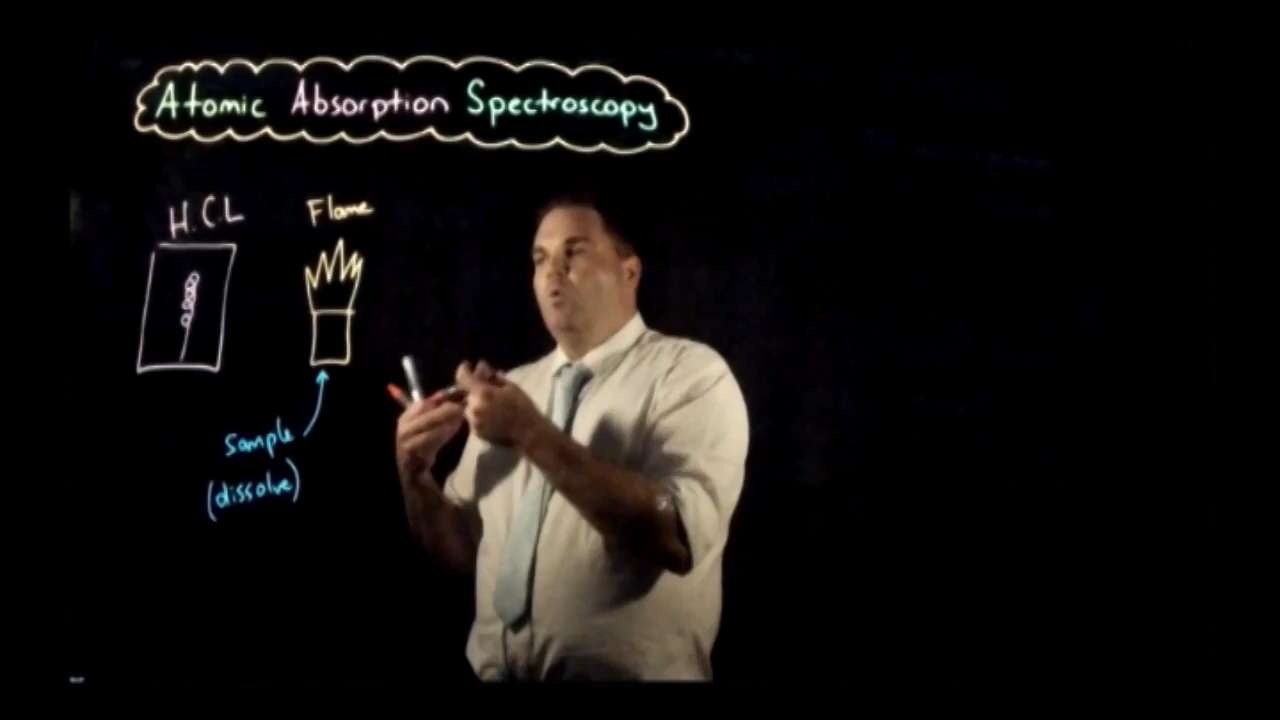 Atomic Absorption Spectroscopy
H.C.L
Flame
Sample
(dissolve)